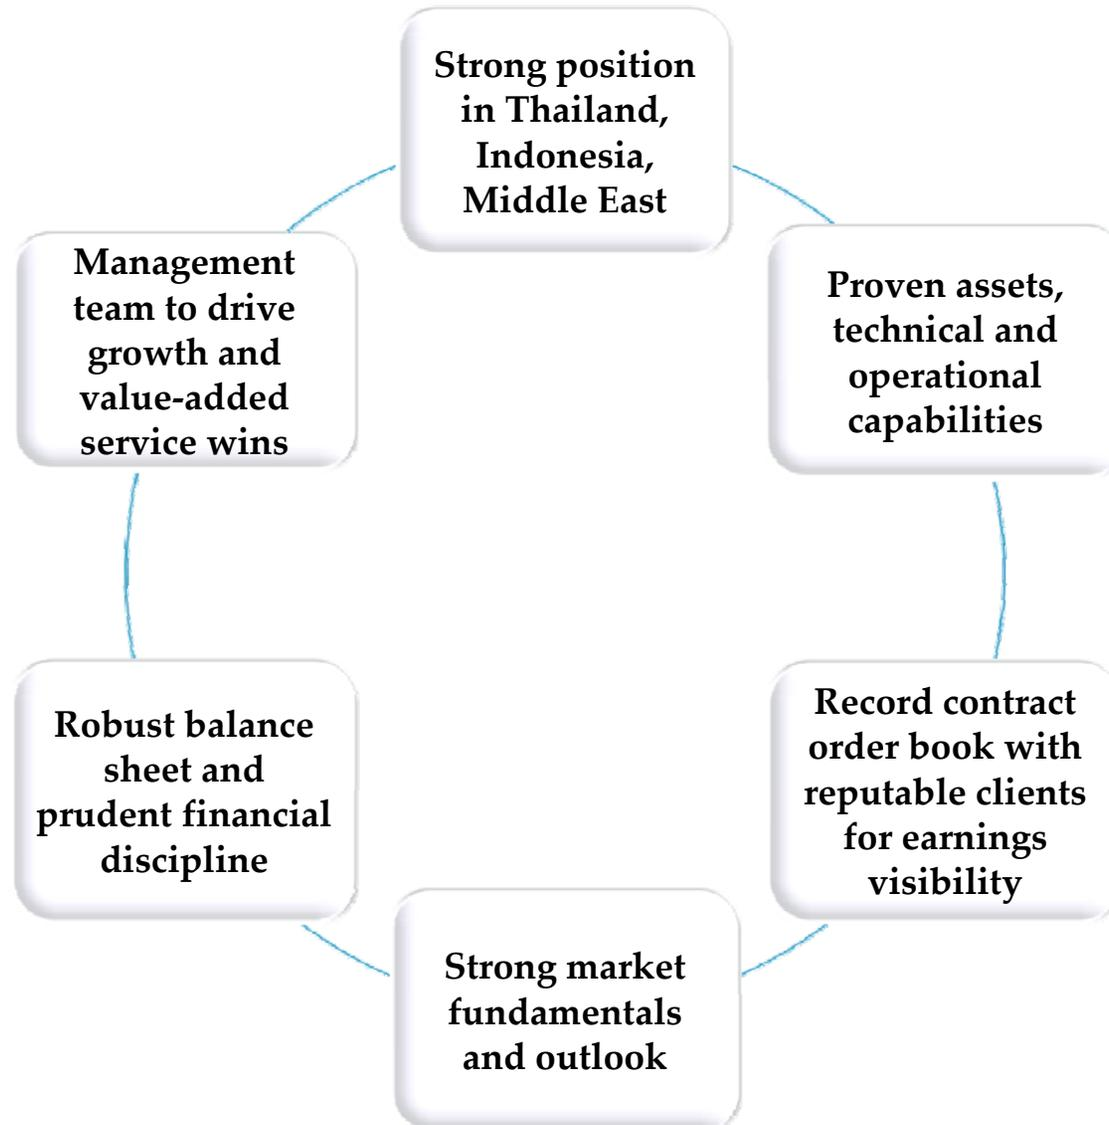 Strong position
in Thailand,
Indonesia,
Middle East
Proven assets,
technical and
operational
capabilities
Record contract
order book with
reputable clients
for earnings
visibility
Strong market
fundamentals
and outlook
Robust balance
sheet and
prudent financial
discipline
Management
team to drive
growth and
value-added
service wins